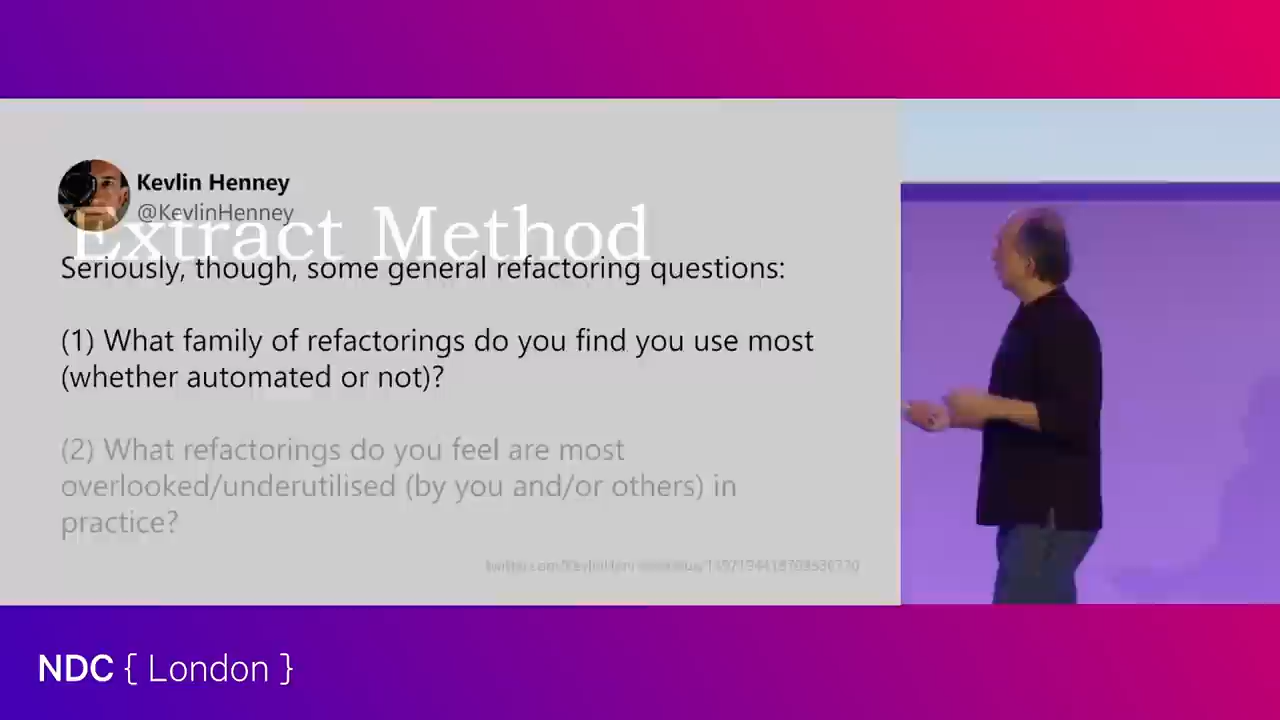 Kevlin Henney
@KevlinHenney
Extract Method
Seriously, though, some general refactoring questions:
(1) What family of refactorings do you find you use most
(whether automated or not)?
(2) What refactorings do you feel are most
overlooked/underutilised (by you and/or others) in
practice?
NDC { London }